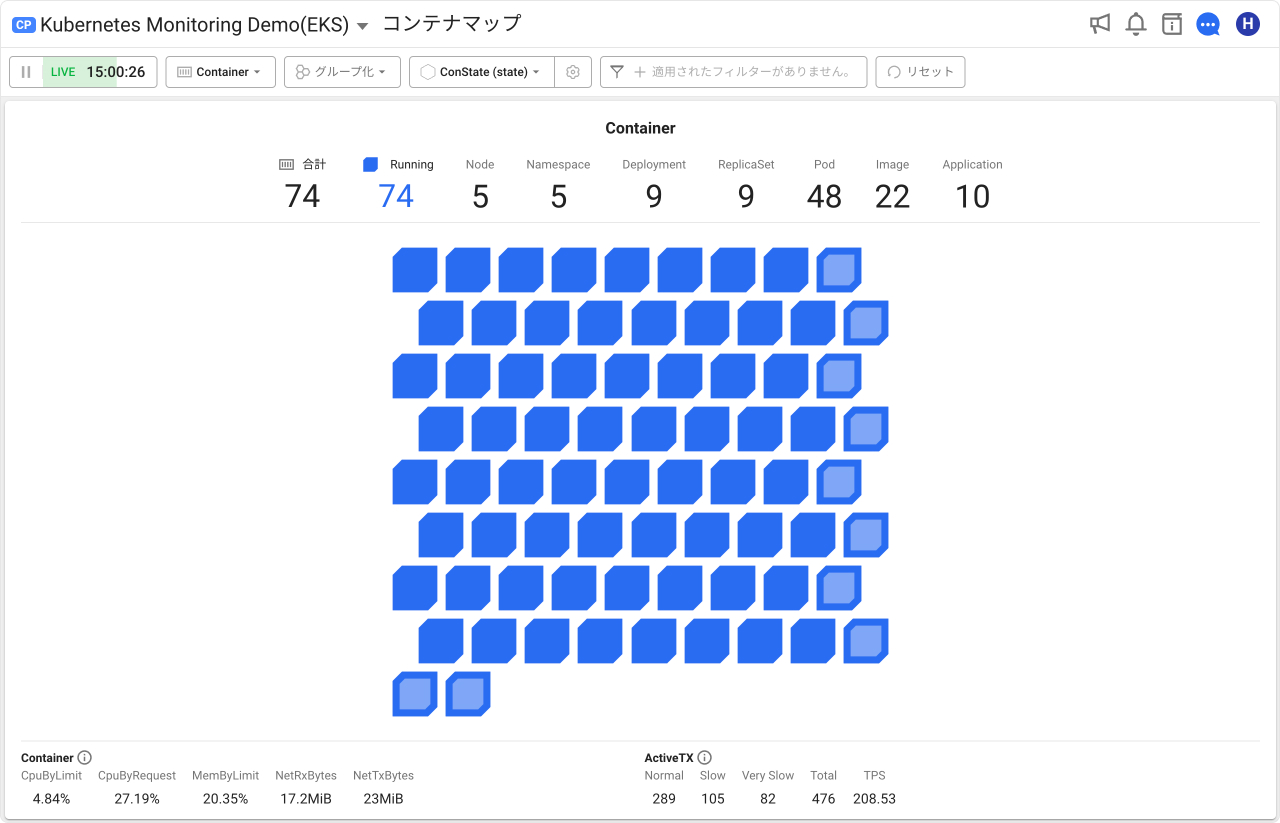 CP Kubernetes Monitoring Demo(EKS) コンテナマップ H
LIVE 15:00:26 Container グループ化 ConState (state) 適用されたフィルターがありません。 リセット
Container
合計 Running Node Namespace Deployment ReplicaSet Pod Image Application
74 74 5 5 9 9 48 22 10
Container ActiveTX
CpuByLimit CpuByRequest MemByLimit NetRxBytes NetTxBytes Normal Slow Very Slow Total TPS
4.84% 27.19% 20.35% 17.2MiB 23MiB 289 105 82 476 208.53